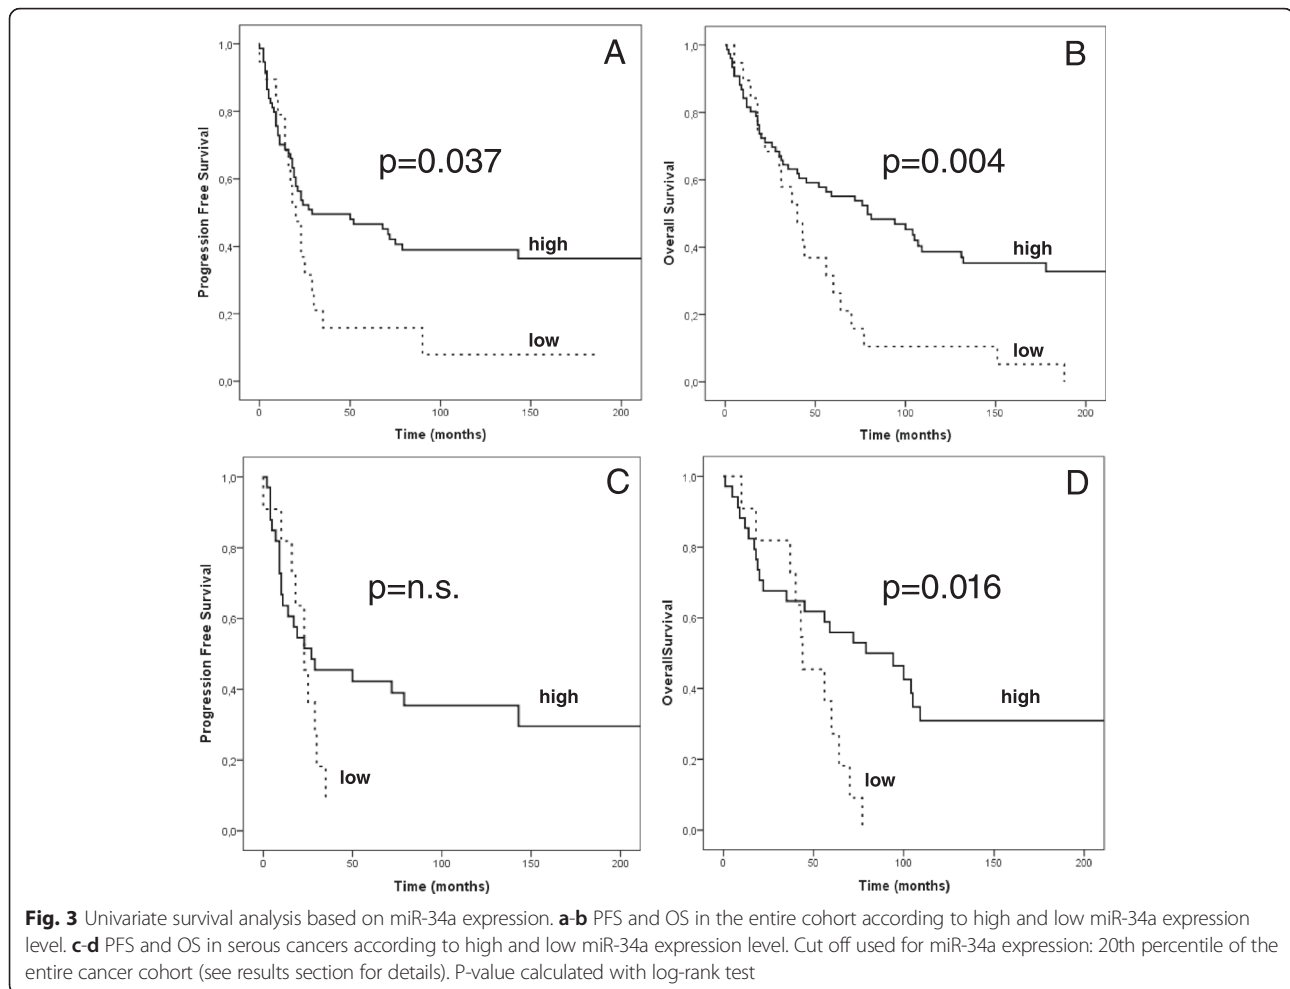 A
1,0
0,8
0,6
0,4
0,2
0,0
Progression Free Survival
p=0.037
high
low
0 50 100 150 200
Time (months)
B
1,0
0,8
0,6
0,4
0,2
0,0
Overall Survival
p=0.004
high
low
0 50 100 150 200
Time (months)
C
1,0
0,8
0,6
0,4
0,2
0,0
Progression Free Survival
p=n.s.
high
low
0 50 100 150 200
Time (months)
D
1,0
0,8
0,6
0,4
0,2
0,0
OverallSurvival
p=0.016
high
low
0 50 100 150 200
Time (months)
Fig. 3 Univariate survival analysis based on miR-34a expression. a-b PFS and OS in the entire cohort according to high and low miR-34a expression
level. c-d PFS and OS in serous cancers according to high and low miR-34a expression level. Cut off used for miR-34a expression: 20th percentile of the
entire cancer cohort (see results section for details). P-value calculated with log-rank test